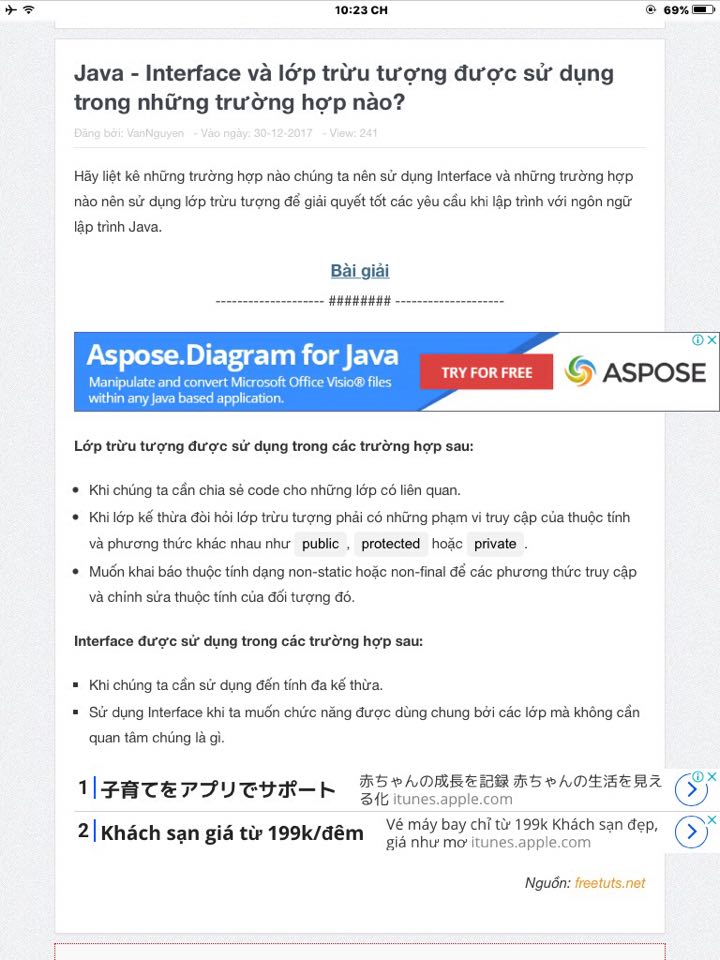 10:23 CH
69%
Java - Interface và lớp trừu tượng được sử dụng
trong những trường hợp nào?
Đăng bởi: VanNguyen - Vào ngày: 30-12-2017 - View: 241
Hãy liệt kê những trường hợp nào chúng ta nên sử dụng Interface và những trường hợp
nào nên sử dụng lớp trừu tượng để giải quyết tốt các yêu cầu khi lập trình với ngôn ngữ
lập trình Java.
Bài giải
-------------------- ######## --------------------
Aspose.Diagram for Java
Manipulate and convert Microsoft Office Visio® files
within any Java based application.
TRY FOR FREE
ASPOSE
Lớp trừu tượng được sử dụng trong các trường hợp sau:
• Khi chúng ta cần chia sẻ code cho những lớp có liên quan.
• Khi lớp kế thừa đòi hỏi lớp trừu tượng phải có những phạm vi truy cập của thuộc tính
và phương thức khác nhau như public , protected hoặc private .
• Muốn khai báo thuộc tính dạng non-static hoặc non-final để các phương thức truy cập
và chỉnh sửa thuộc tính của đối tượng đó.
Interface được sử dụng trong các trường hợp sau:
▪ Khi chúng ta cần sử dụng đến tính đa kế thừa.
▪ Sử dụng Interface khi ta muốn chức năng được dùng chung bởi các lớp mà không cần
quan tâm chúng là gì.
1 子育てをアプリでサポート
赤ちゃんの成長を記録 赤ちゃんの生活を見え
る化 itunes.apple.com
2 Khách sạn giá từ 199k/đêm
Vé máy bay chỉ từ 199k Khách sạn đẹp,
giá như mơ itunes.apple.com
Nguồn: freetuts.net